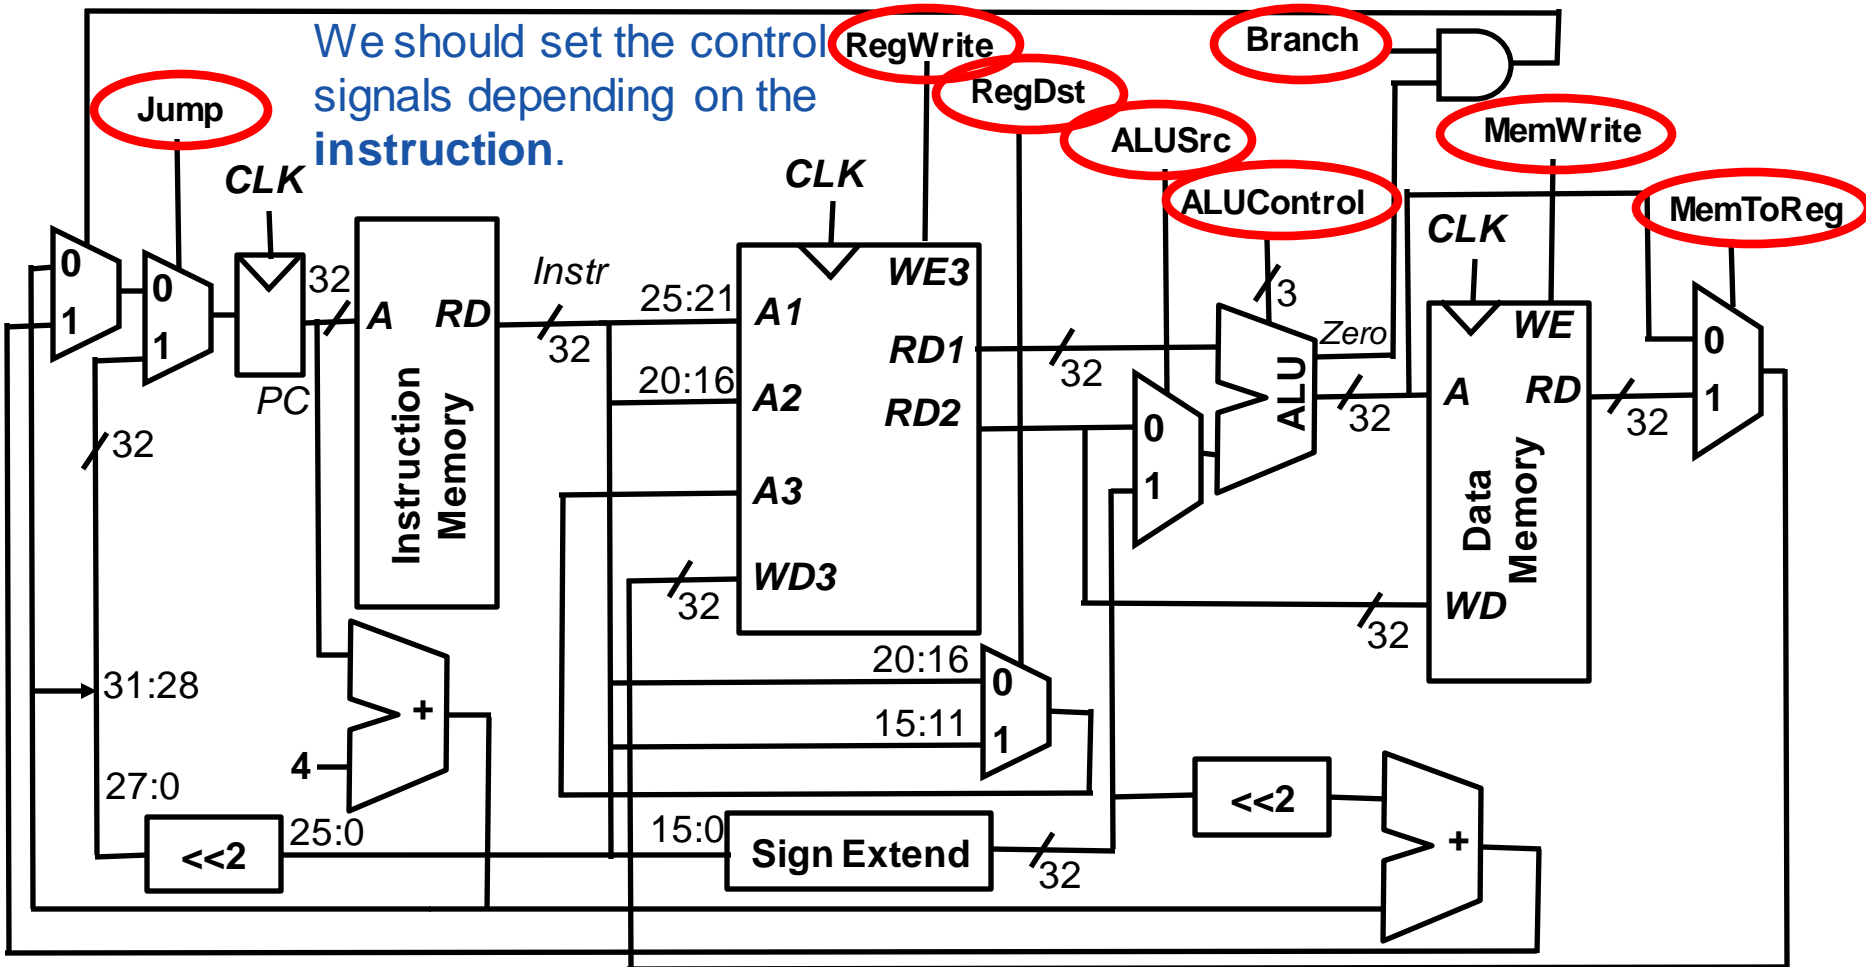 We should set the control
signals depending on the
instruction.
RegWrite
Branch
RegDst
Jump
ALUSrc
MemWrite
ALUControl
MemToReg
CLK
CLK
CLK
0
1
0
1
32
PC
A
RD
Instruction
Memory
Instr
32
25:21
20:16
A1
A2
A3
WD3
WE3
RD1
RD2
32
32
0
1
3
ALU
Zero
32
A
RD
WE
WD
Data
Memory
32
32
0
1
32
31:28
27:0
4
+
<<2
25:0
20:16
15:11
0
1
15:0
Sign Extend
32
<<2
+